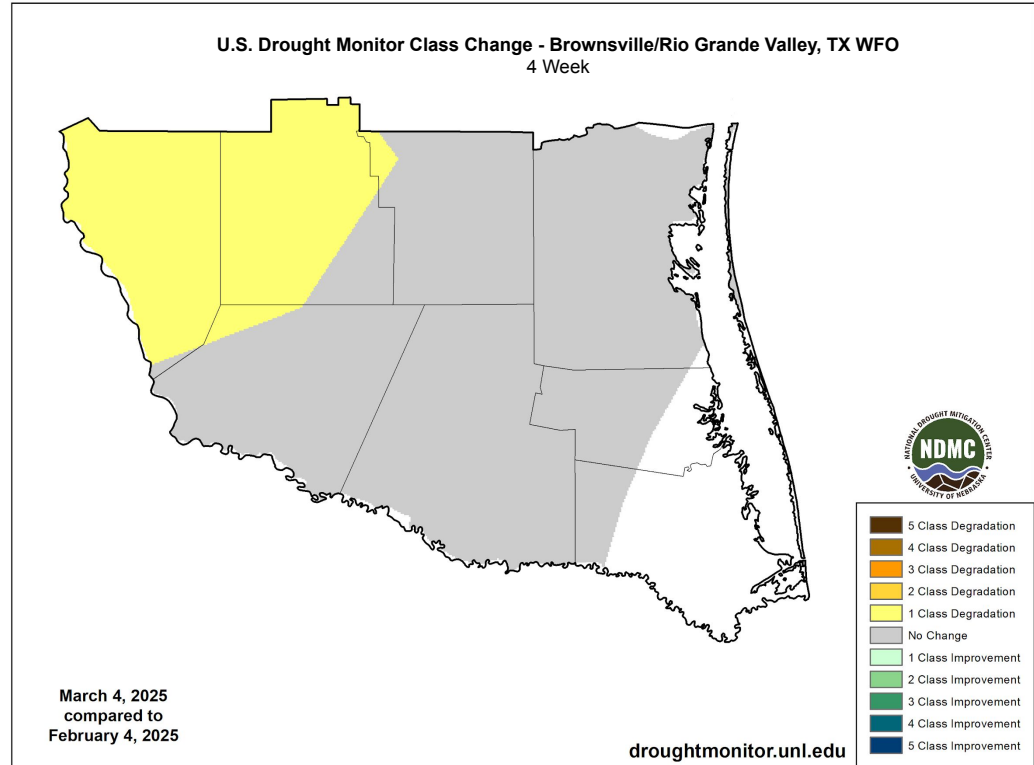 U.S. Drought Monitor Class Change - Brownsville/Rio Grande Valley, TX WFO
4 Week
NATIONAL DROUGHT MITIGATION CENTER
NDMC
UNIVERSITY OF NEBRASKA
5 Class Degradation
4 Class Degradation
3 Class Degradation
2 Class Degradation
1 Class Degradation
No Change
1 Class Improvement
2 Class Improvement
3 Class Improvement
4 Class Improvement
5 Class Improvement
March 4, 2025
compared to
February 4, 2025
droughtmonitor.unl.edu